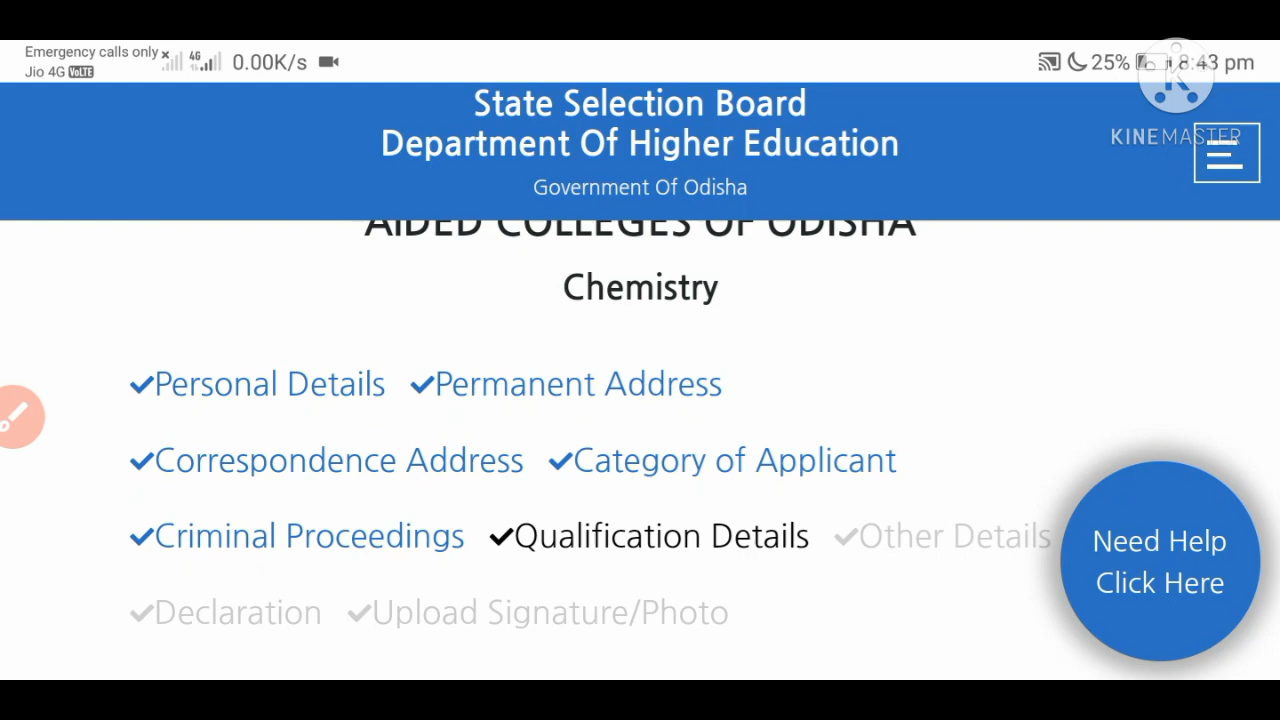 Emergency calls only
Jio 4G VoLTE
4G
0.00K/s
25%
8:43 pm
State Selection Board
Department Of Higher Education
KINEMASTER
Government Of Odisha
AIDED COLLEGES OF ODISHA
Chemistry
Personal Details Permanent Address
Correspondence Address Category of Applicant
Criminal Proceedings Qualification Details Other Details
Need Help
Click Here
Declaration Upload Signature/Photo